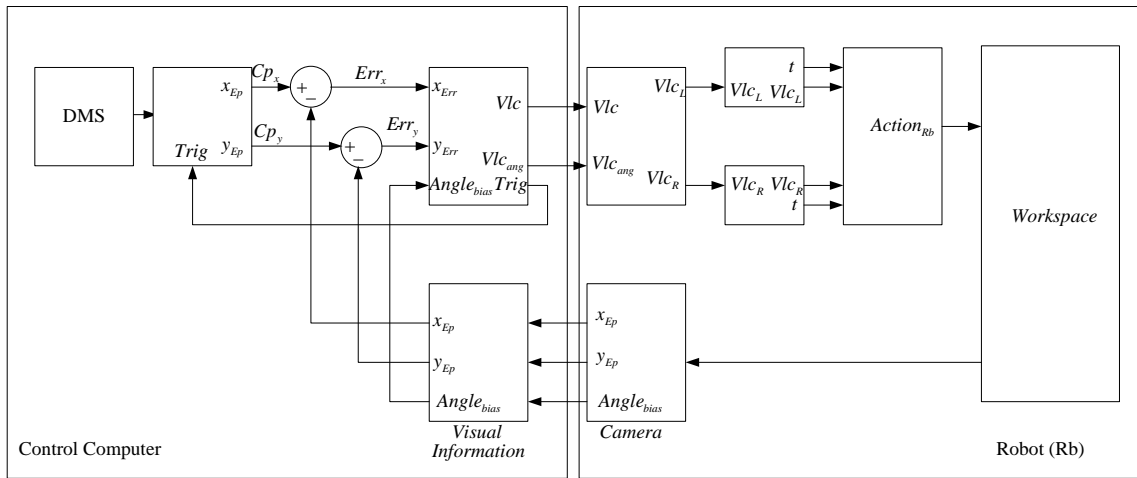 DMS
x_Ep
y_Ep
Trig
Cp_x
Cp_y
+
−
+
−
Err_x
Err_y
x_Err
y_Err
Angle_bias
Vlc
Vlc_ang
Trig
Vlc
Vlc_ang
Vlc_L
Vlc_R
t
Vlc_L Vlc_L
Vlc_R Vlc_R
t
Action_Rb
Workspace
x_Ep
y_Ep
Angle_bias
Visual
Information
x_Ep
y_Ep
Angle_bias
Camera
Control Computer
Robot (Rb)